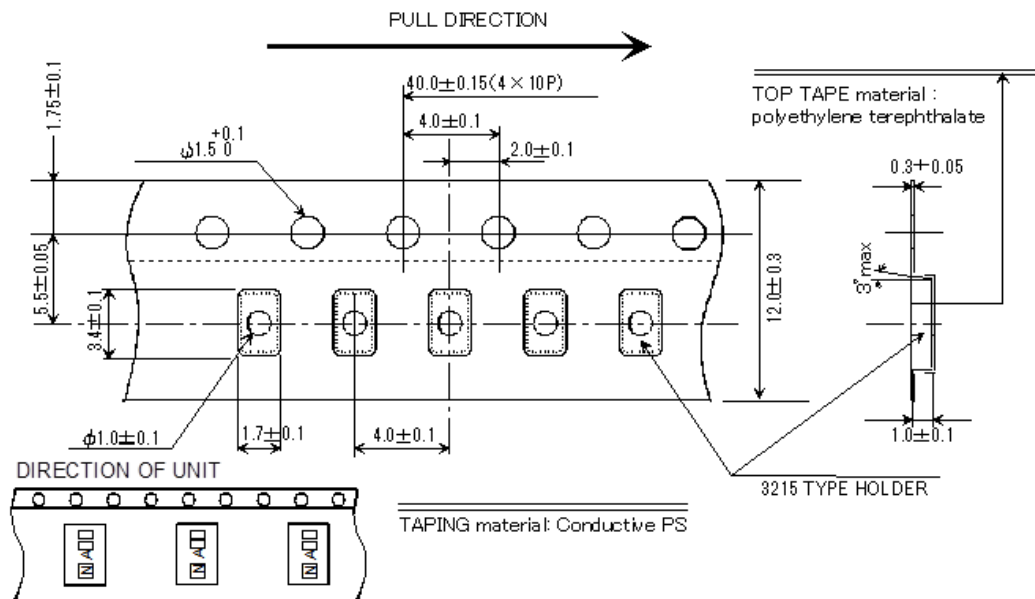 PULL DIRECTION
1.75±0.1
40.0±0.15(4×10P)
4.0±0.1
+0.1
ϕ1.5 0
2.0±0.1
TOP TAPE material :
polyethylene terephthalate
0.3+0.05
5.5±0.05
3.4±0.1
12.0±0.3
3°max
ϕ1.0±0.1
1.7±0.1
4.0±0.1
1.0±0.1
DIRECTION OF UNIT
3215 TYPE HOLDER
TAPING material: Conductive PS
N A
N A
N A